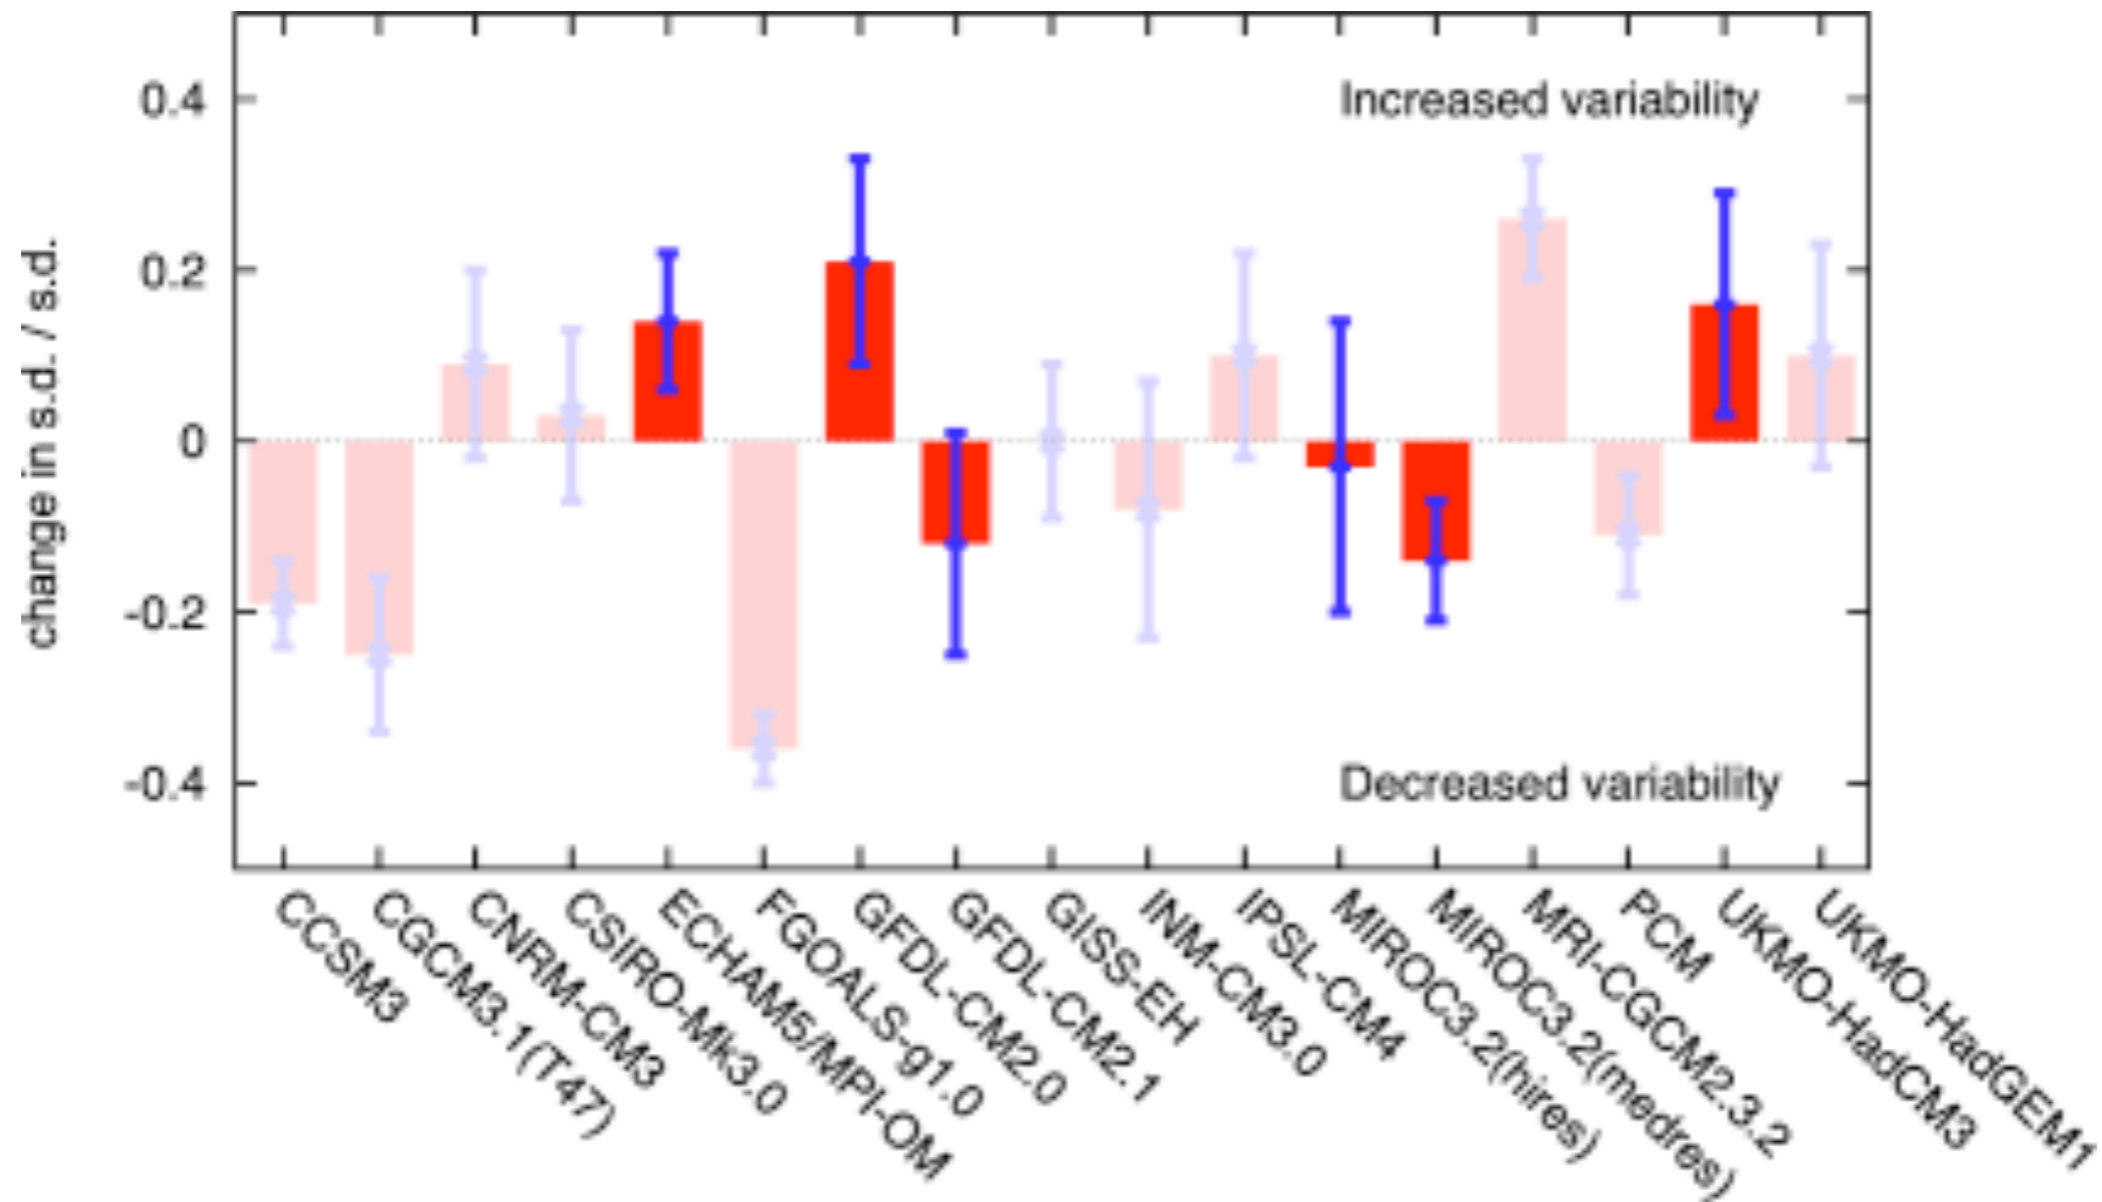 change in s.d. / s.d.
0.4
0.2
0
-0.2
-0.4
Increased variability
Decreased variability
CCSM3
CGCM3.1(T47)
CNRM-CM3
CSIRO-Mk3.0
ECHAM5/MPI-OM
FGOALS-g1.0
GFDL-CM2.0
GFDL-CM2.1
GISS-EH
INM-CM3.0
IPSL-CM4
MIROC3.2(hires)
MIROC3.2(medres)
MRI-CGCM2.3.2
PCM
UKMO-HadCM3
UKMO-HadGEM1